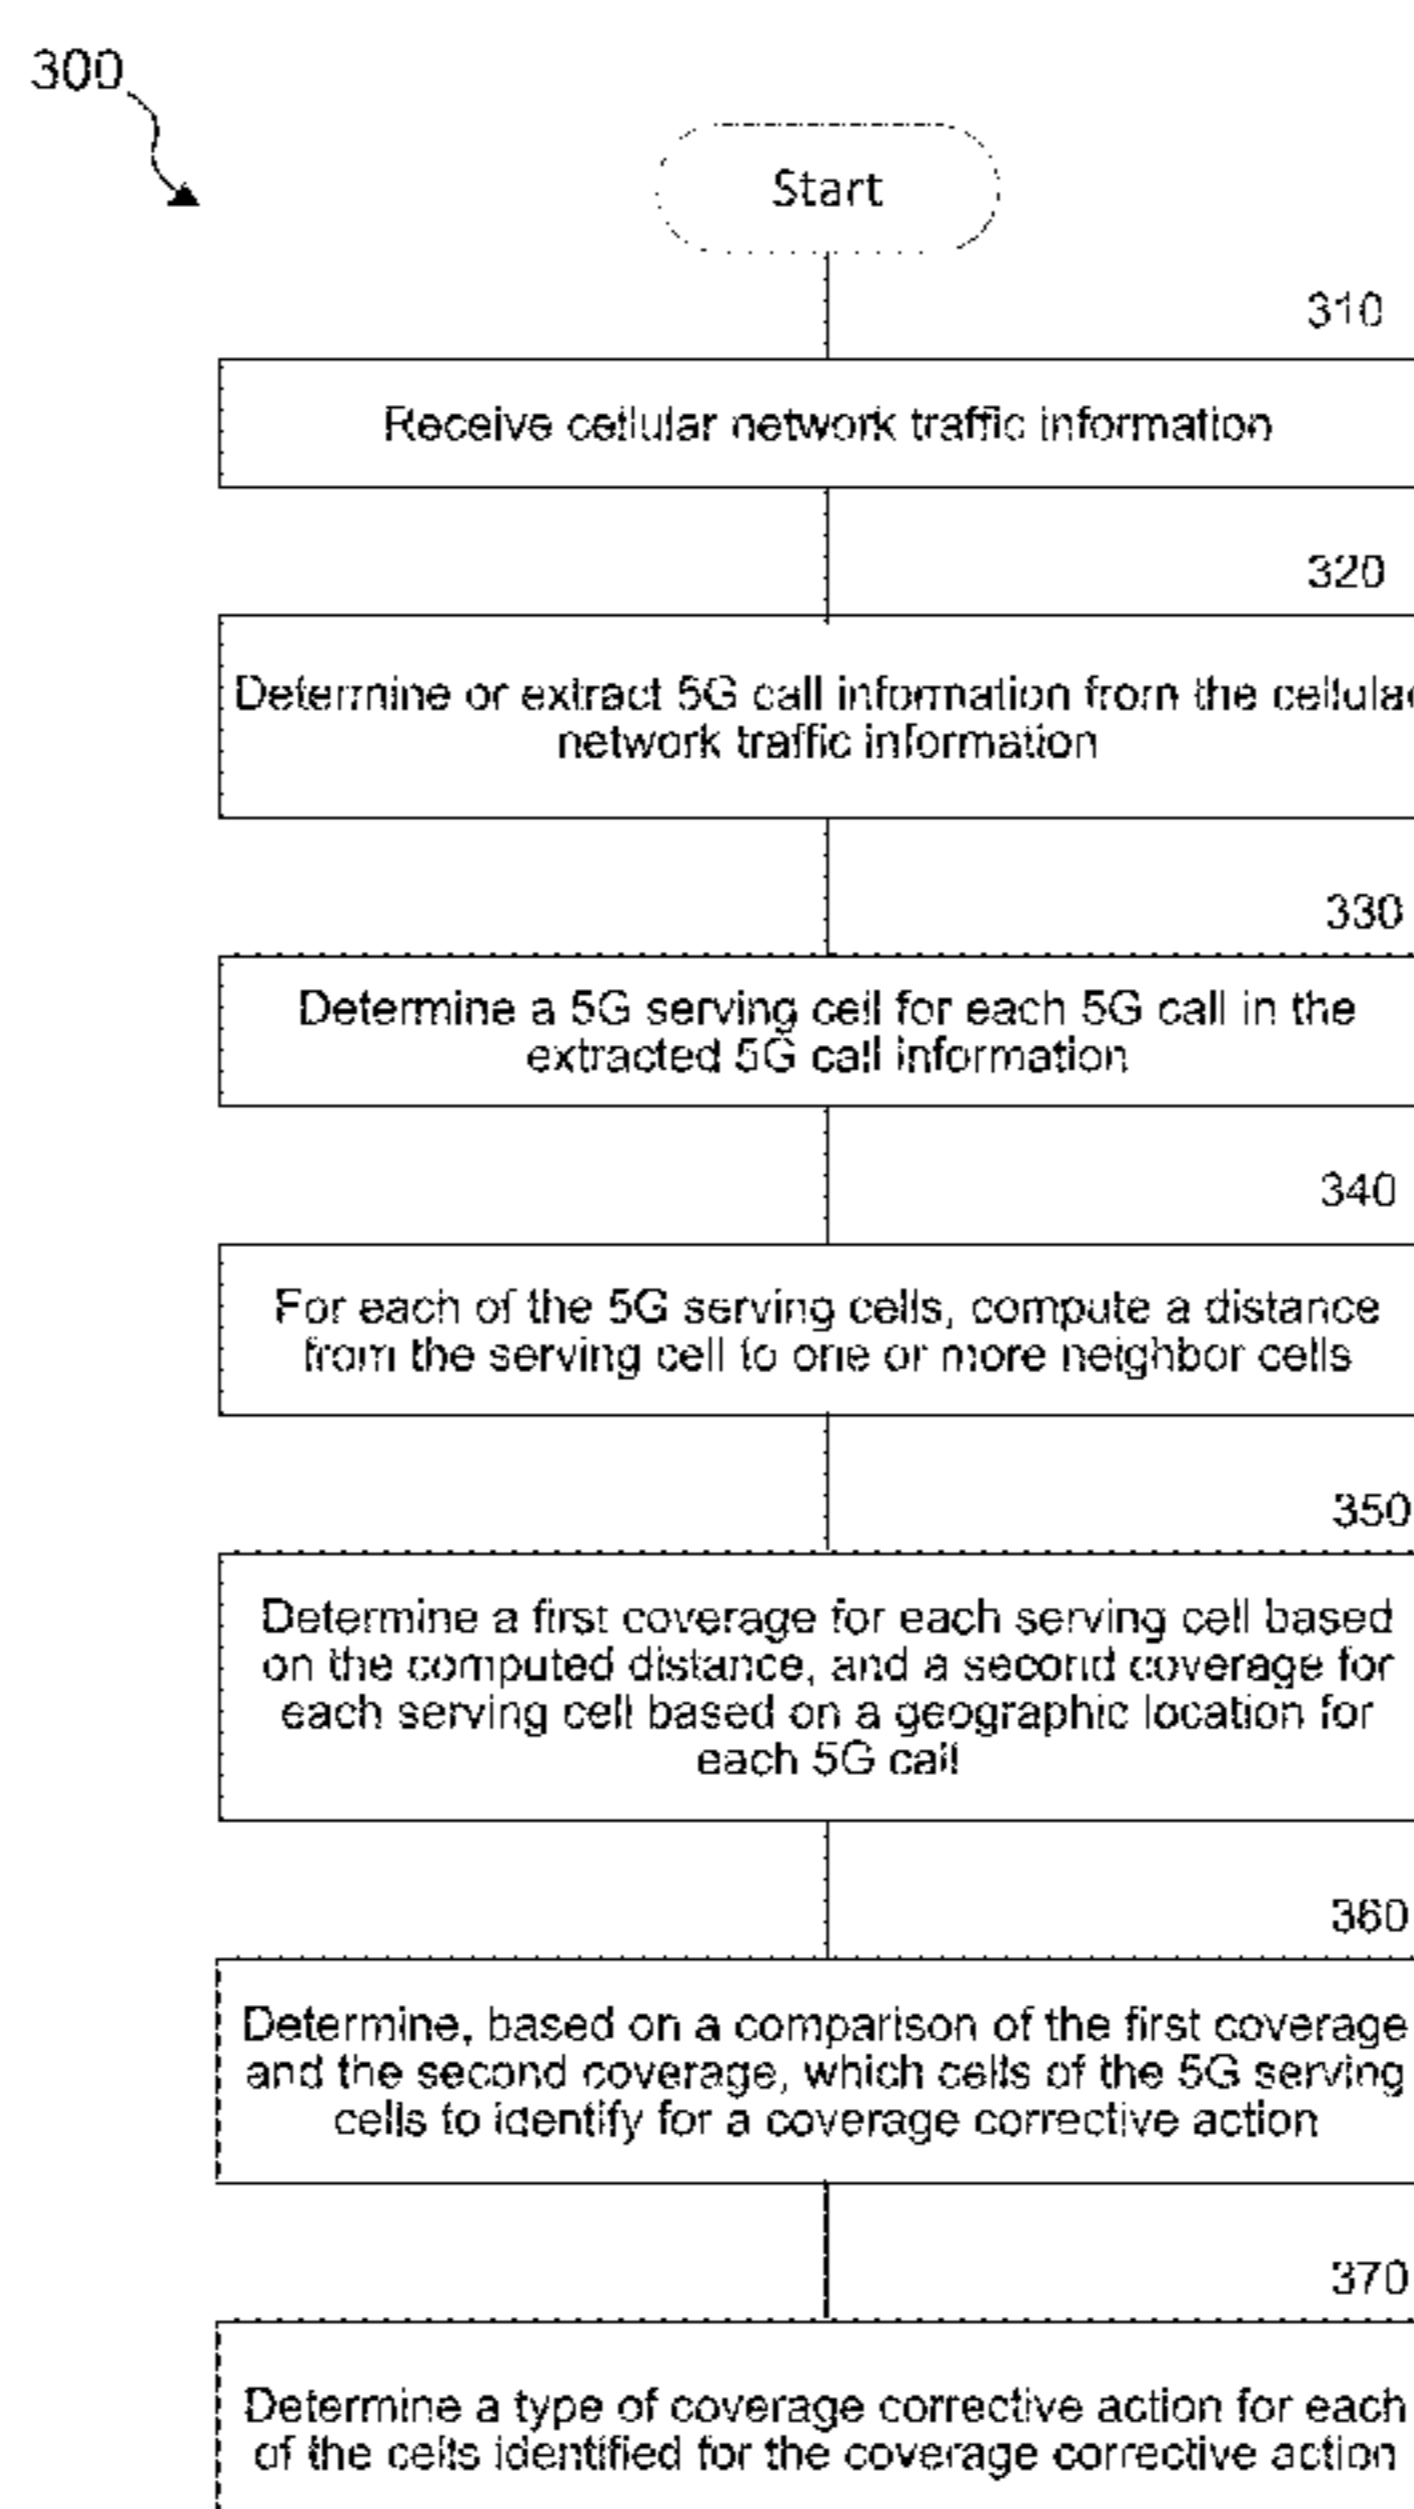 300
Start
310
Receive cellular network traffic information
320
Determine or extract 5G call information from the cellular
network traffic information
330
Determine a 5G serving cell for each 5G call in the
extracted 5G call information
340
For each of the 5G serving cells, compute a distance
from the serving cell to one or more neighbor cells
350
Determine a first coverage for each serving cell based
on the computed distance, and a second coverage for
each serving cell based on a geographic location for
each 5G call
360
Determine, based on a comparison of the first coverage
and the second coverage, which cells of the 5G serving
cells to identify for a coverage corrective action
370
Determine a type of coverage corrective action for each
of the cells identified for the coverage corrective action